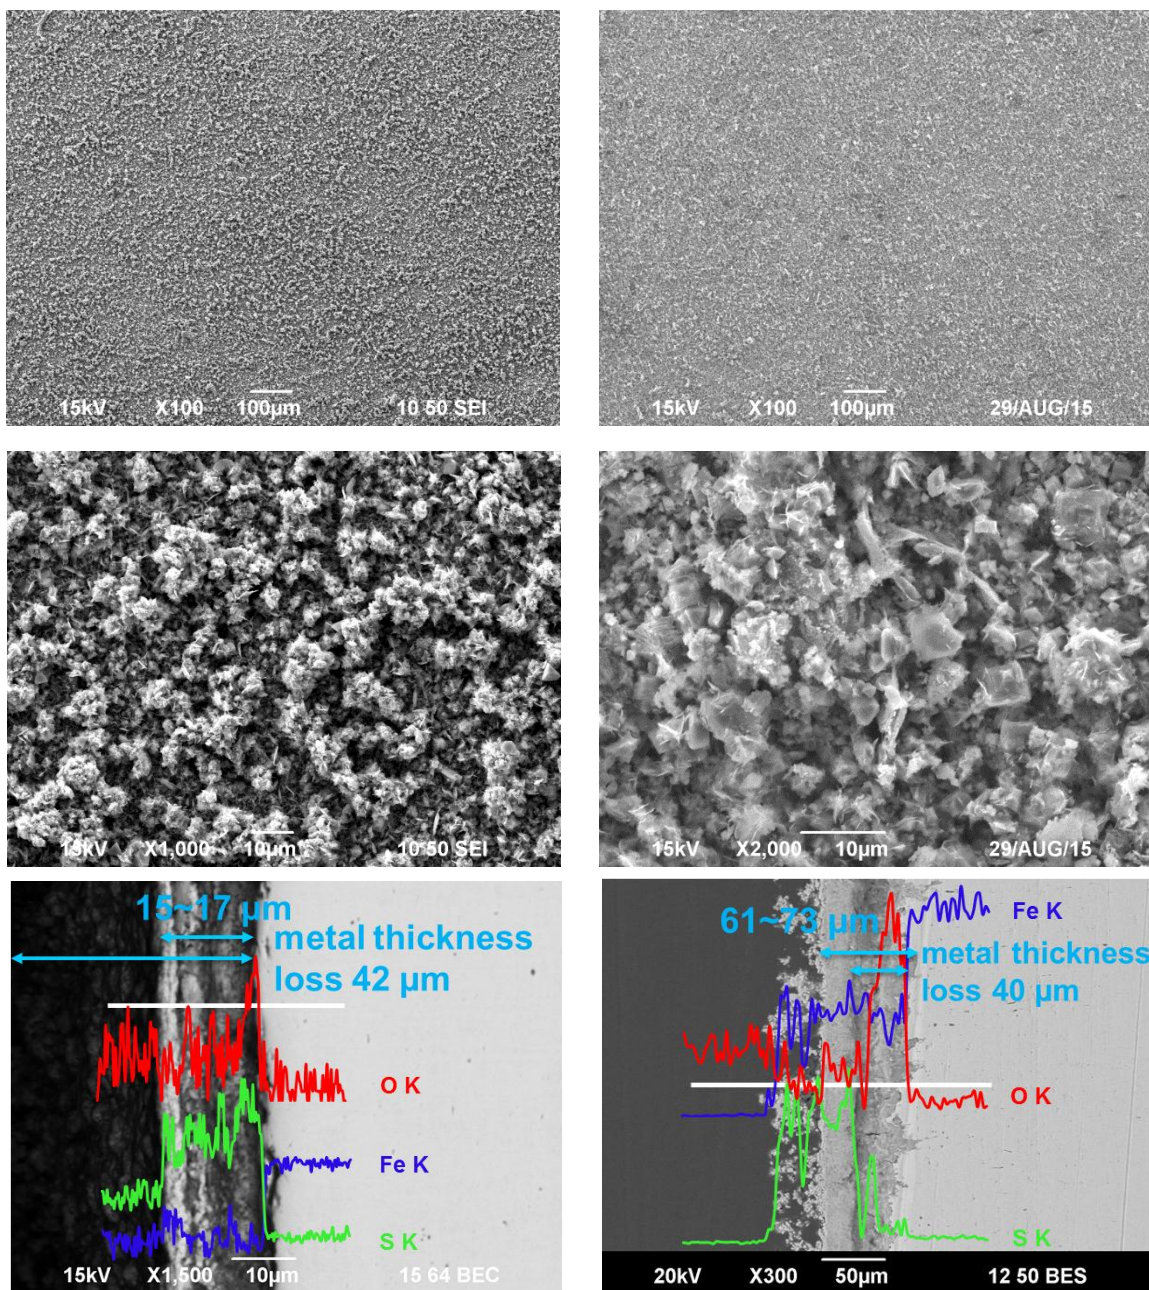 15kV X100 100µm 10 50 SEI
15kV X100 100µm 29/AUG/15
15kV X1,000 10µm 10 50 SEI
15kV X2,000 10µm 29/AUG/15
15~17 µm
metal thickness
loss 42 µm
O K
Fe K
S K
15kV X1,500 10µm 15 64 BEC
Fe K
61~73 µm
metal thickness
loss 40 µm
O K
S K
20kV X300 50µm 12 50 BES